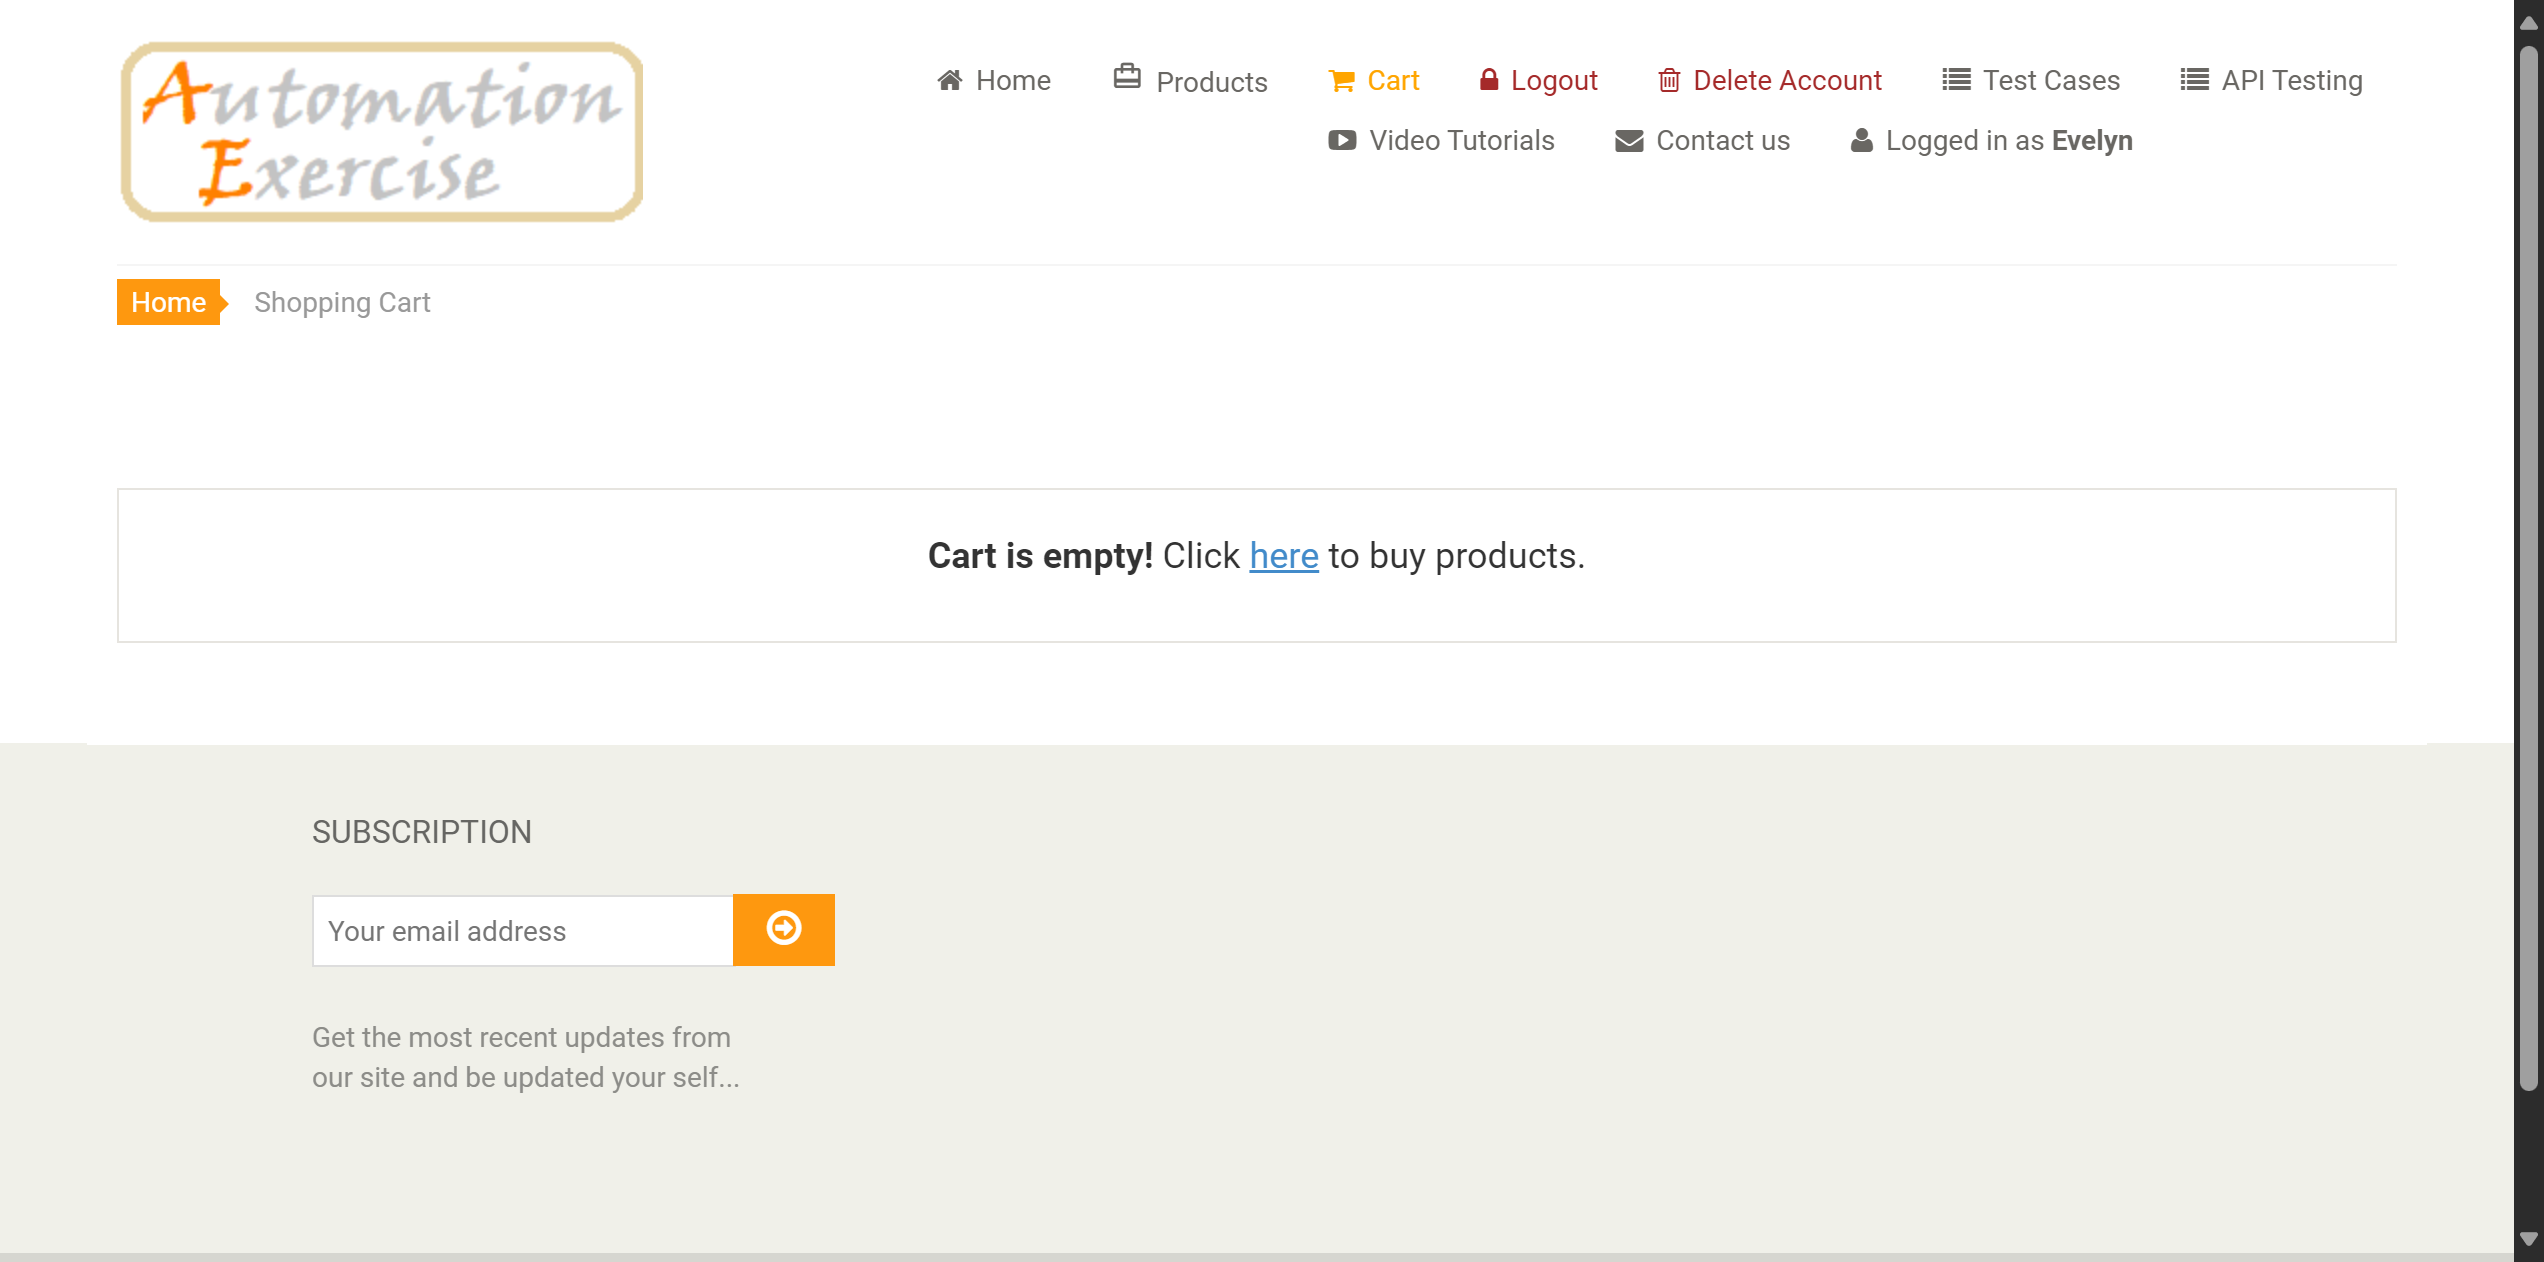 Automation
Exercise
Home Products Cart Logout Delete Account Test Cases API Testing
Video Tutorials Contact us Logged in as Evelyn
Home Shopping Cart
Cart is empty! Click here to buy products.
SUBSCRIPTION
Your email address
Get the most recent updates from
our site and be updated your self...